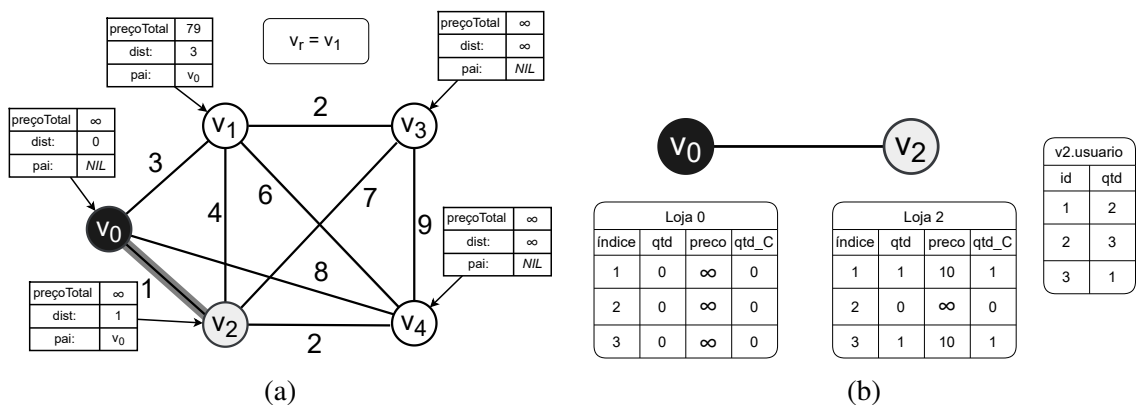 preçoTotal 79
dist: 3
pai: v0
vr = v1
preçoTotal ∞
dist: ∞
pai: NIL
preçoTotal ∞
dist: 0
pai: NIL
v1
2
v3
3
4
6
7
9
v0
preçoTotal ∞
dist: ∞
pai: NIL
8
1
preçoTotal ∞
dist: 1
pai: v0
v2
2
v4
(a)
v0
v2
v2.usuario
id qtd
1 2
2 3
3 1
Loja 0
índice qtd preco qtd_C
1 0 ∞ 0
2 0 ∞ 0
3 0 ∞ 0
Loja 2
índice qtd preco qtd_C
1 1 10 1
2 0 ∞ 0
3 1 10 1
(b)